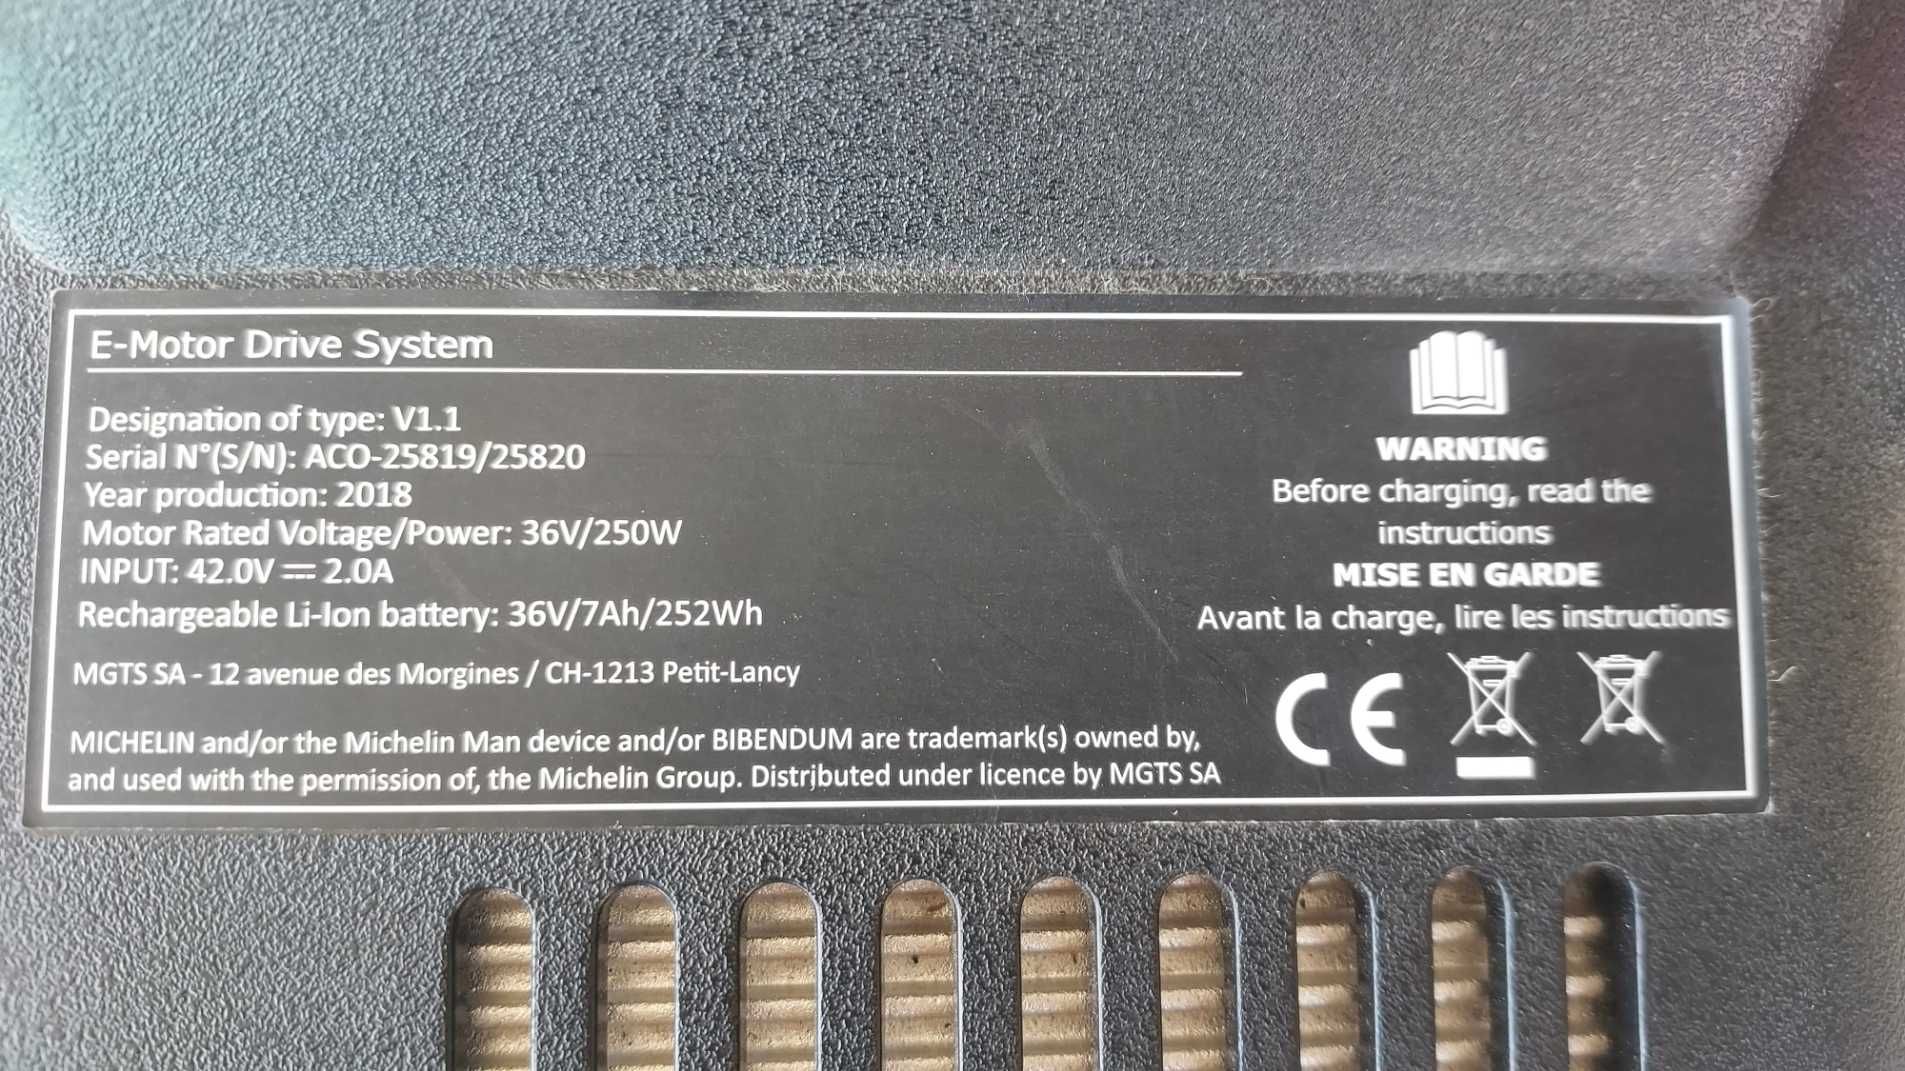 E-Motor Drive System
Designation of type: V1.1
Serial N°(S/N): ACO-25819/25820
Year production: 2018
Motor Rated Voltage/Power: 36V/250W
INPUT: 42.0V ⎓ 2.0A
Rechargeable Li-Ion battery: 36V/7Ah/252Wh
MGTS SA - 12 avenue des Morgines / CH-1213 Petit-Lancy
MICHELIN and/or the Michelin Man device and/or BIBENDUM are trademark(s) owned by,
and used with the permission of, the Michelin Group. Distributed under licence by MGTS SA
WARNING
Before charging, read the
instructions
MISE EN GARDE
Avant la charge, lire les instructions
CE